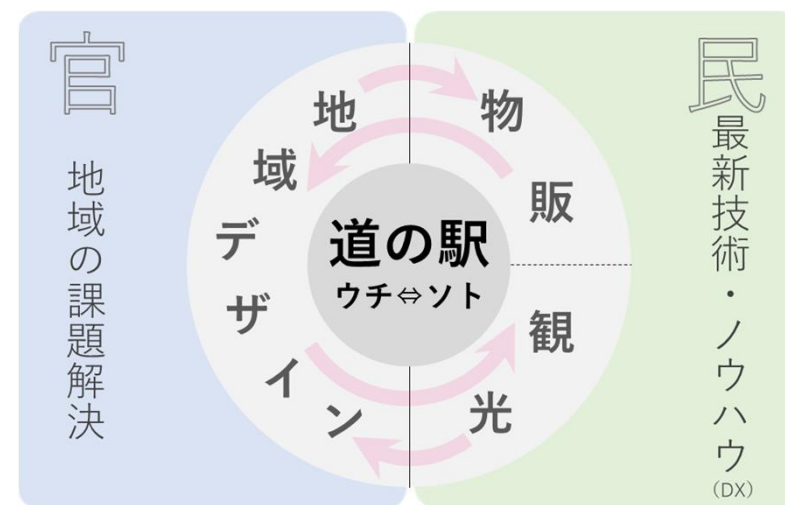 官
地域の課題解決
地域デザイン
物販
観光
道の駅
ウチ⇔ソト
民
最新技術・ノウハウ
(DX)